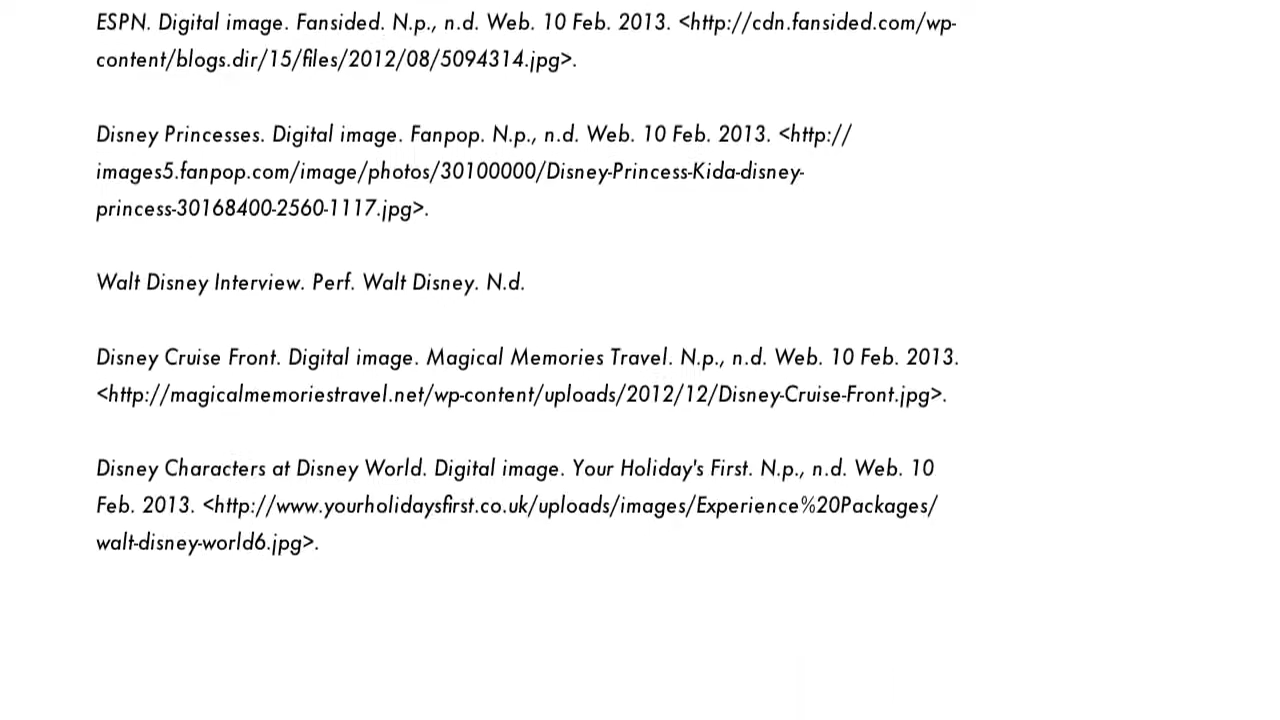 ESPN. Digital image. Fansided. N.p., n.d. Web. 10 Feb. 2013. <http://cdn.fansided.com/wp-
content/blogs.dir/15/files/2012/08/5094314.jpg>.
Disney Princesses. Digital image. Fanpop. N.p., n.d. Web. 10 Feb. 2013. <http://
images5.fanpop.com/image/photos/30100000/Disney-Princess-Kida-disney-
princess-30168400-2560-1117.jpg>.
Walt Disney Interview. Perf. Walt Disney. N.d.
Disney Cruise Front. Digital image. Magical Memories Travel. N.p., n.d. Web. 10 Feb. 2013.
<http://magicalmemoriestravel.net/wp-content/uploads/2012/12/Disney-Cruise-Front.jpg>.
Disney Characters at Disney World. Digital image. Your Holiday's First. N.p., n.d. Web. 10
Feb. 2013. <http://www.yourholidaysfirst.co.uk/uploads/images/Experience%20Packages/
walt-disney-world6.jpg>.